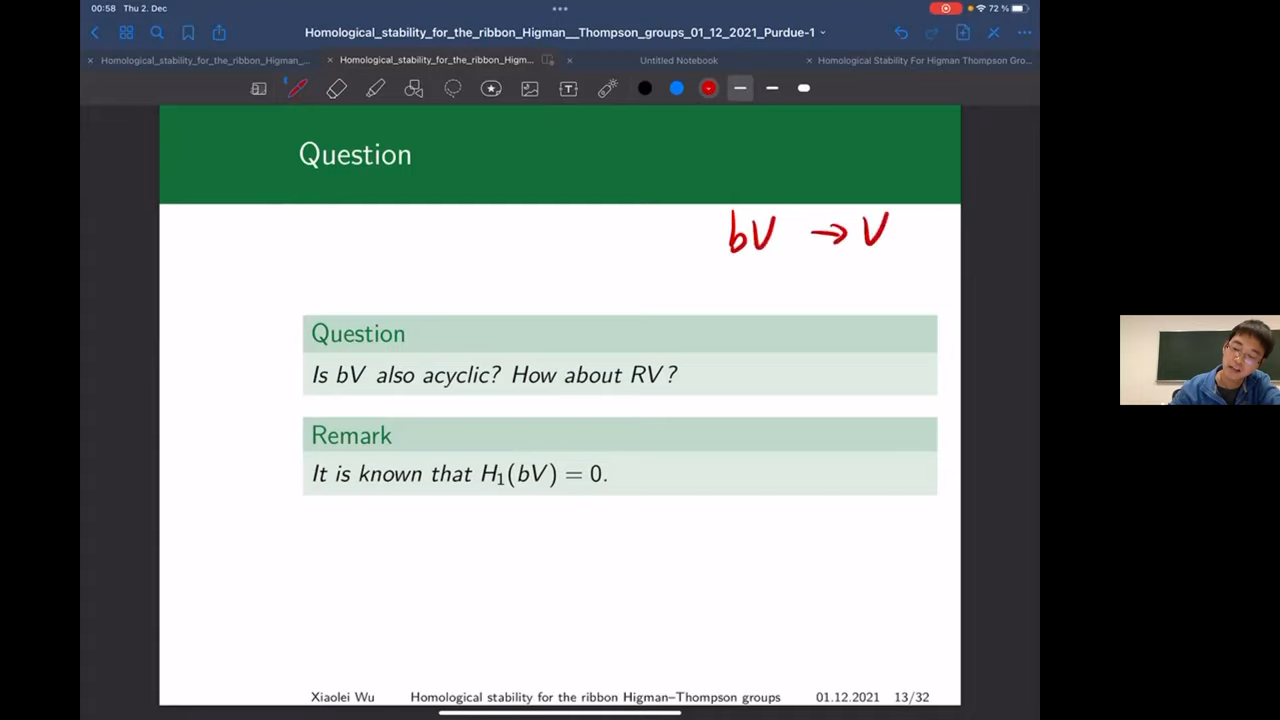 00:58 Thu 2. Dec
72 %
Homological_stability_for_the_ribbon_Higman__Thompson_groups_01_12_2021_Purdue-1
Homological_stability_for_the_ribbon_Higman_... Homological_stability_for_the_ribbon_Higm... Untitled Notebook Homological Stability For Higman Thompson Gro...
Question
bV → V
Question
Is bV also acyclic? How about RV?
Remark
It is known that H₁(bV) = 0.
Xiaolei Wu Homological stability for the ribbon Higman–Thompson groups 01.12.2021 13/32